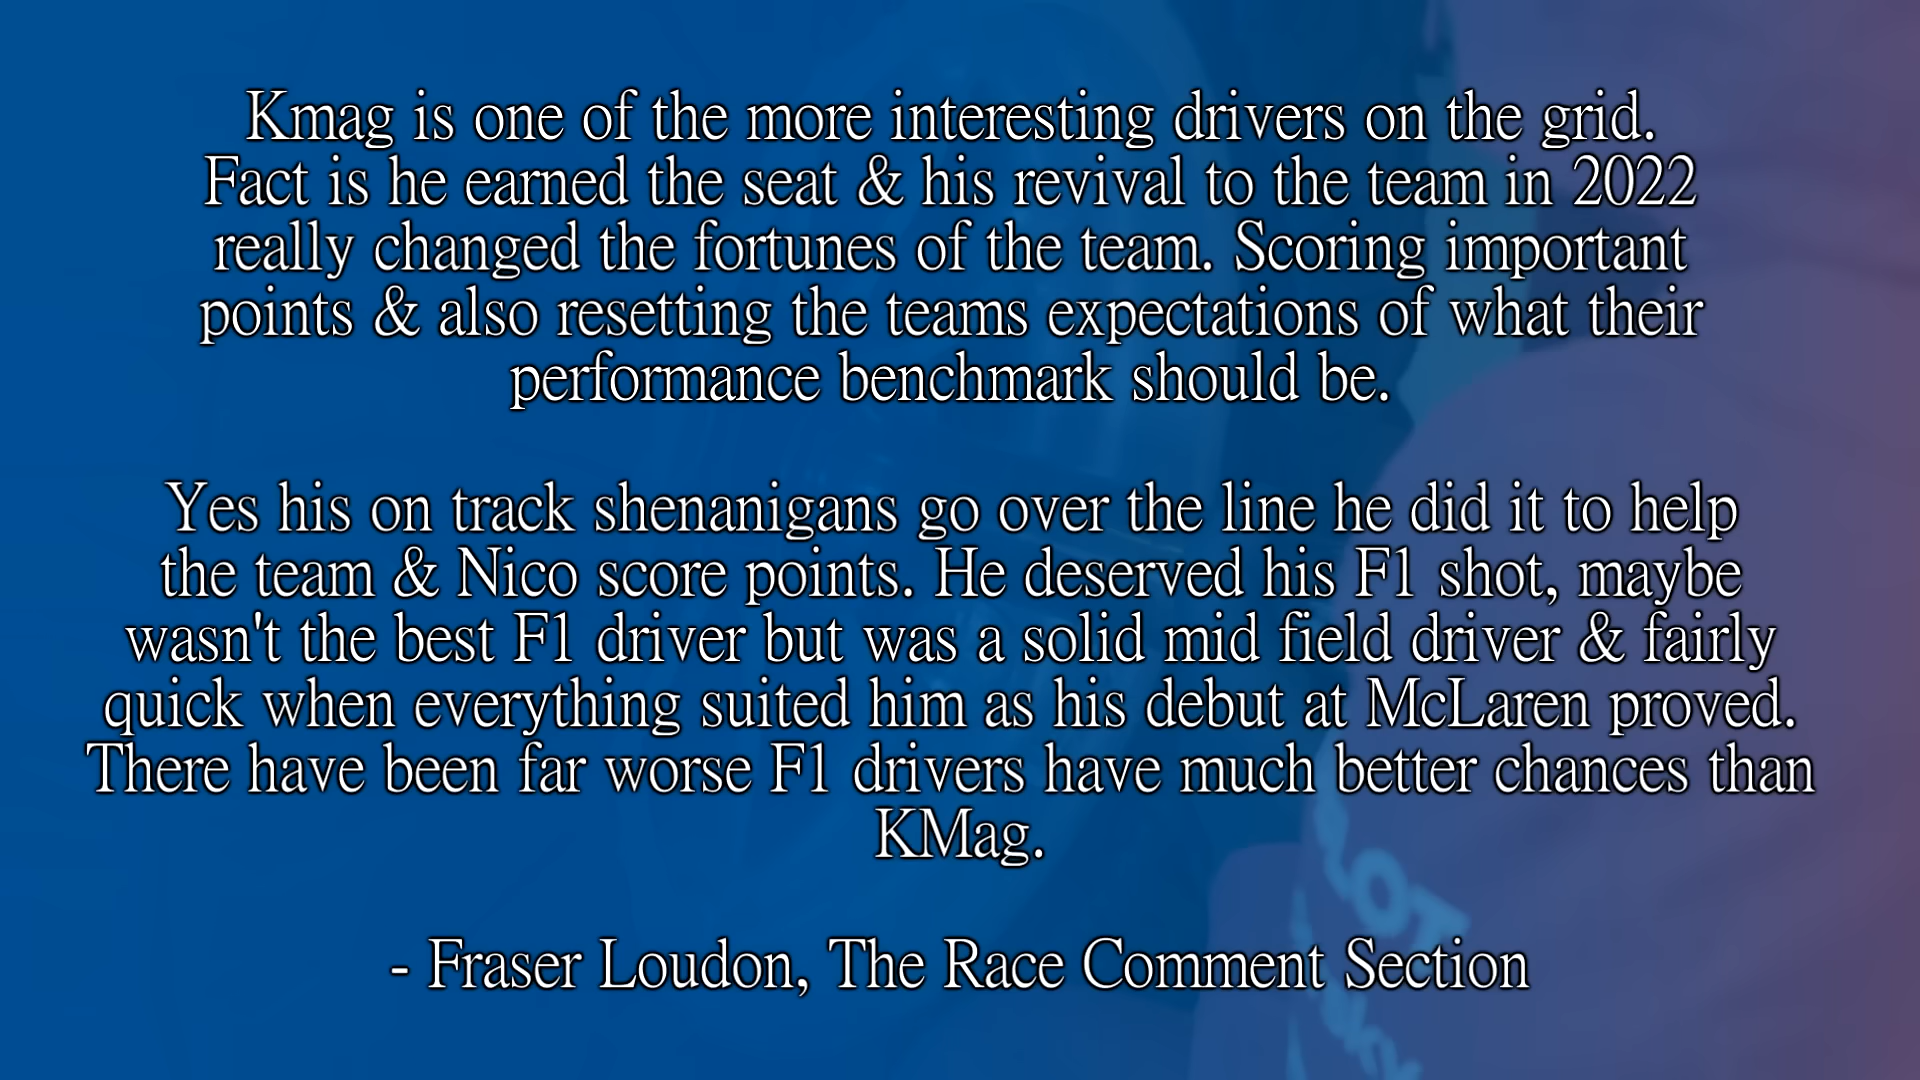 Kmag is one of the more interesting drivers on the grid.
Fact is he earned the seat & his revival to the team in 2022
really changed the fortunes of the team. Scoring important
points & also resetting the teams expectations of what their
performance benchmark should be.
Yes his on track shenanigans go over the line he did it to help
the team & Nico score points. He deserved his F1 shot, maybe
wasn't the best F1 driver but was a solid mid field driver & fairly
quick when everything suited him as his debut at McLaren proved.
There have been far worse F1 drivers have much better chances than
KMag.
- Fraser Loudon, The Race Comment Section